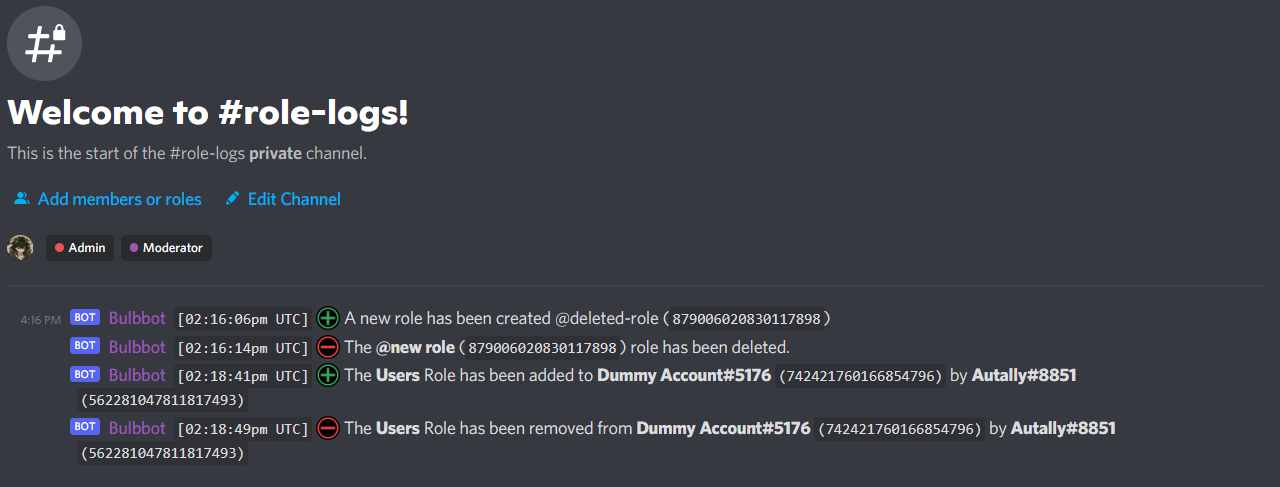 Welcome to #role-logs!
This is the start of the #role-logs private channel.
Add members or roles Edit Channel
Admin Moderator
4:16 PM BOT Bulbbot [02:16:06pm UTC] A new role has been created @deleted-role (879006020830117898)
BOT Bulbbot [02:16:14pm UTC] The @new role (879006020830117898) role has been deleted.
BOT Bulbbot [02:18:41pm UTC] The Users Role has been added to Dummy Account#5176 (742421760166854796) by Autally#8851
(562281047811817493)
BOT Bulbbot [02:18:49pm UTC] The Users Role has been removed from Dummy Account#5176 (742421760166854796) by Autally#8851
(562281047811817493)